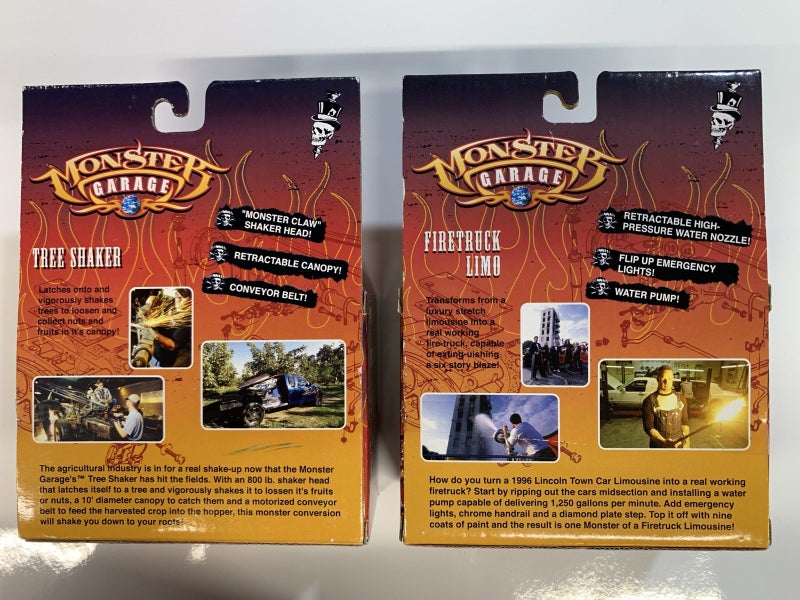 MONSTER
GARAGE
TREE SHAKER
"MONSTER CLAW"
SHAKER HEAD!
RETRACTABLE CANOPY!
CONVEYOR BELT!
Latches onto and
vigorously shakes
trees to loosen and
collect nuts and
fruits in it's canopy!
The agricultural industry is in for a real shake-up now that the Monster
Garage's™ Tree Shaker has hit the fields. With an 800 lb. shaker head
that latches itself to a tree and vigorously shakes it to lossen it's fruits
or nuts, a 10' diameter canopy to catch them and a motorized conveyor
belt to feed the harvested crop into the hopper, this monster conversion
will shake you down to your roots!
MONSTER
GARAGE
FIRETRUCK
LIMO
RETRACTABLE HIGH-
PRESSURE WATER NOZZLE!
FLIP UP EMERGENCY
LIGHTS!
WATER PUMP!
Transforms from a
luxury stretch
limousine into a
real working
fire-truck, capable
of exting-uishing
a six story blaze!
How do you turn a 1996 Lincoln Town Car Limousine into a real working
firetruck? Start by ripping out the cars midsection and installing a water
pump capable of delivering 1,250 gallons per minute. Add emergency
lights, chrome handrail and a diamond plate step. Top it off with nine
coats of paint and the result is one Monster of a Firetruck Limousine!